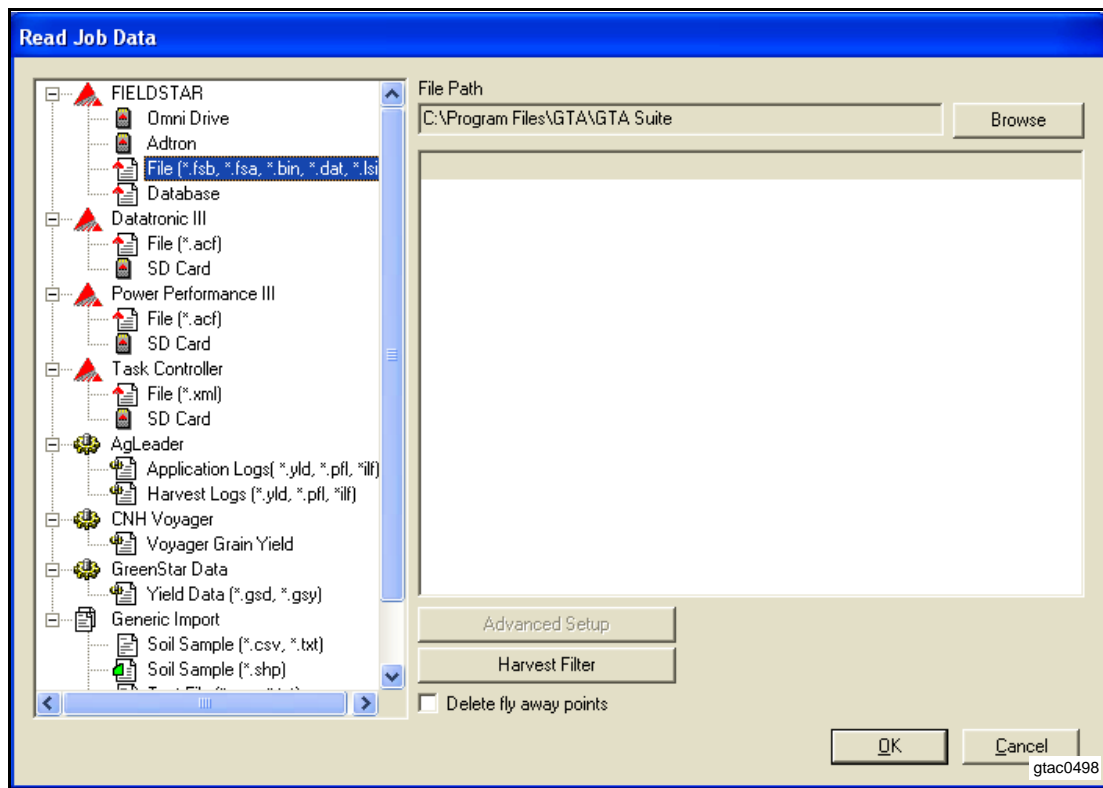 Read Job Data
FIELDSTAR
Omni Drive
Adtron
File (*.fsb, *.fsa, *.bin, *.dat, *.lsi
Database
Datatronic III
File (*.acf)
SD Card
Power Performance III
File (*.acf)
SD Card
Task Controller
File (*.xml)
SD Card
AgLeader
Application Logs( *.yld, *.pfl, *ilf)
Harvest Logs (*.yld, *.pfl, *ilf)
CNH Voyager
Voyager Grain Yield
GreenStar Data
Yield Data (*.gsd, *.gsy)
Generic Import
Soil Sample (*.csv, *.txt)
Soil Sample (*.shp)
File Path
C:\Program Files\GTA\GTA Suite
Browse
Advanced Setup
Harvest Filter
Delete fly away points
OK
Cancel
gtac0498